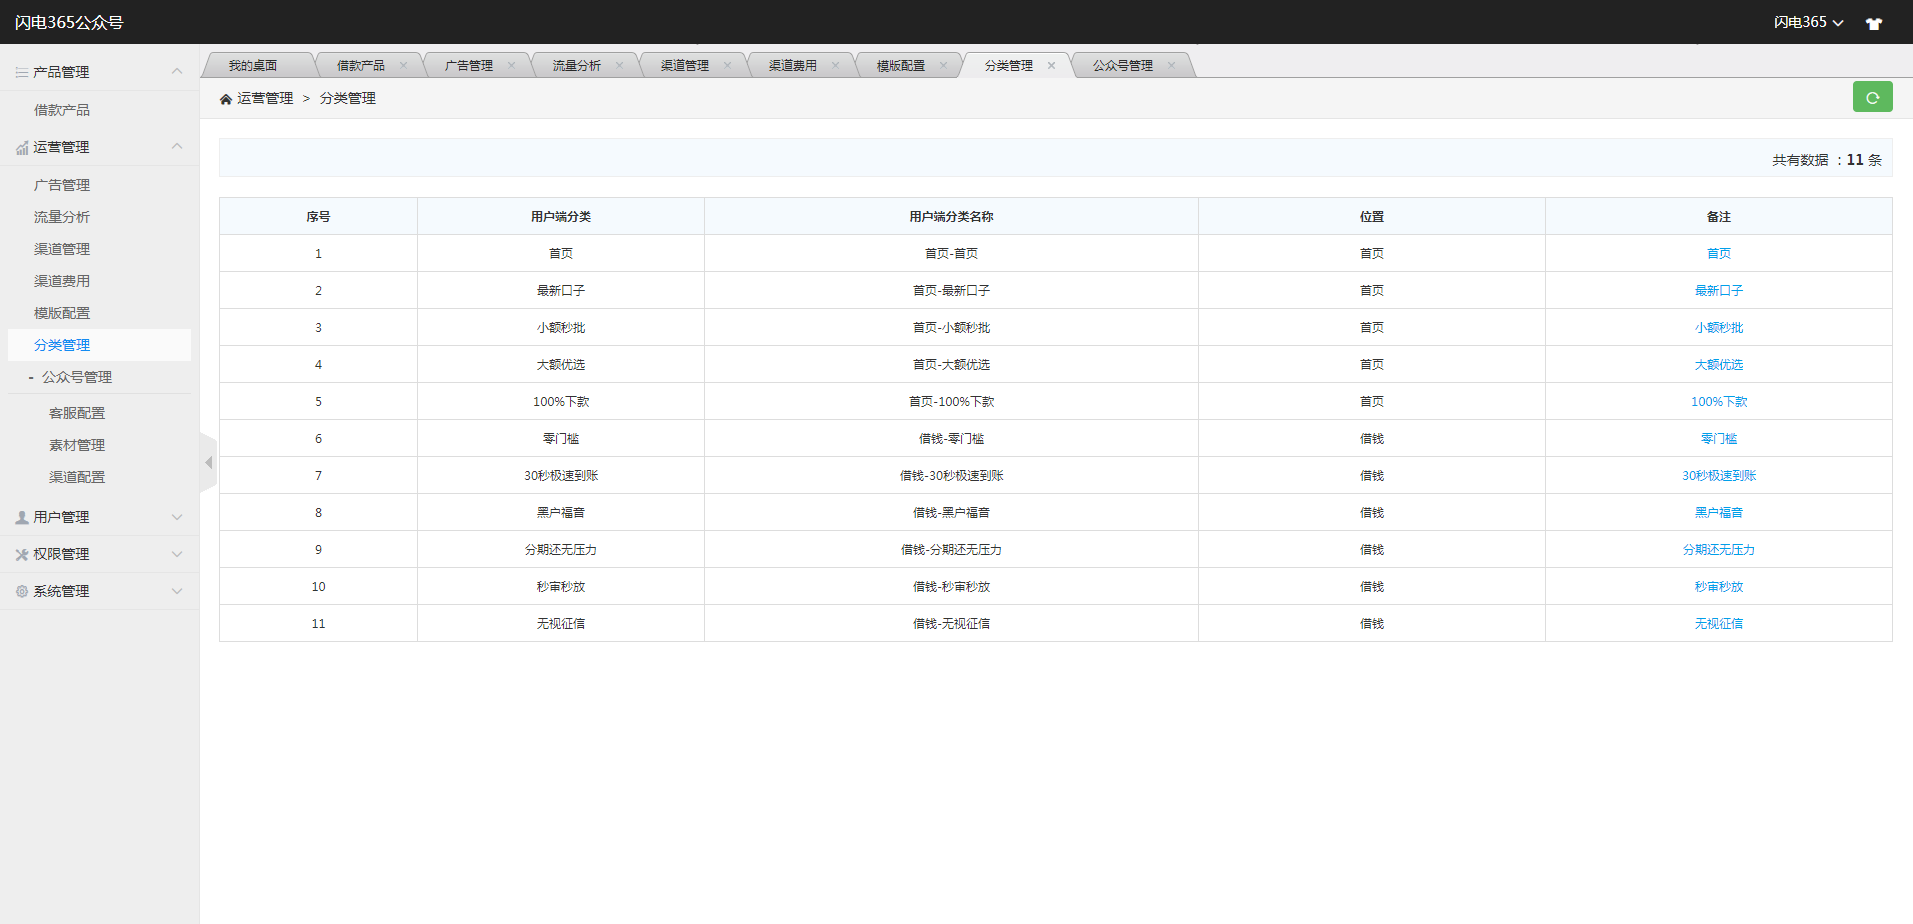 闪电365公众号
闪电365
产品管理
借款产品
运营管理
广告管理
流量分析
渠道管理
渠道费用
模版配置
分类管理
- 公众号管理
客服配置
素材管理
渠道配置
用户管理
权限管理
系统管理
我的桌面 借款产品 广告管理 流量分析 渠道管理 渠道费用 模版配置 分类管理 公众号管理
运营管理 > 分类管理
共有数据 ：11 条
序号 用户端分类 用户端分类名称 位置 备注
1 首页 首页-首页 首页 首页
2 最新口子 首页-最新口子 首页 最新口子
3 小额秒批 首页-小额秒批 首页 小额秒批
4 大额优选 首页-大额优选 首页 大额优选
5 100%下款 首页-100%下款 首页 100%下款
6 零门槛 借钱-零门槛 借钱 零门槛
7 30秒极速到账 借钱-30秒极速到账 借钱 30秒极速到账
8 黑户福音 借钱-黑户福音 借钱 黑户福音
9 分期还无压力 借钱-分期还无压力 借钱 分期还无压力
10 秒审秒放 借钱-秒审秒放 借钱 秒审秒放
11 无视征信 借钱-无视征信 借钱 无视征信